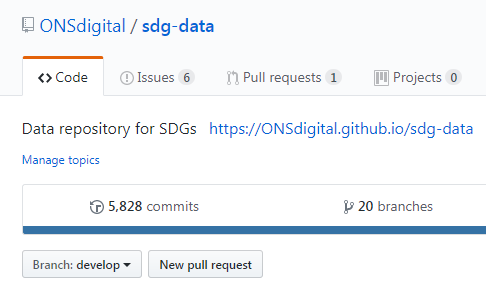 ONSdigital / sdg-data
Code Issues 6 Pull requests 1 Projects 0
Data repository for SDGs https://ONSdigital.github.io/sdg-data
Manage topics
5,828 commits 20 branches
Branch: develop New pull request